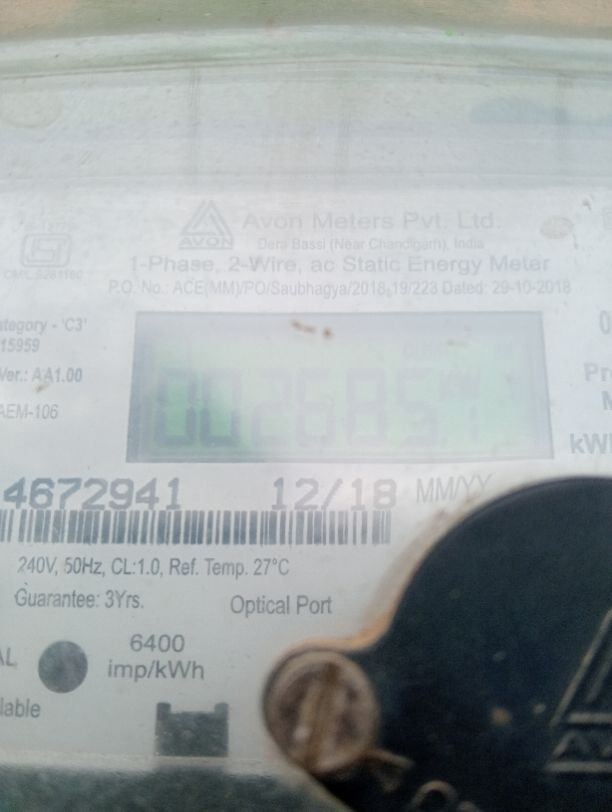 AVON
Avon Meters Pvt. Ltd.
Dera Bassi (Near Chandigarh), India
1-Phase, 2-Wire, ac Static Energy Meter
P.O. No.: ACE(MM)/PO/Saubhagya/2018,19/223 Dated: 29-10-2018
ategory - 'C3'
15959
Ver.: AA1.00
AEM-106
002685.4
Pr
kW
4672941 12/18 MM/YY
240V, 50Hz, CL:1.0, Ref. Temp. 27°C
Guarantee: 3Yrs.
Optical Port
6400
imp/kWh
AL
lable